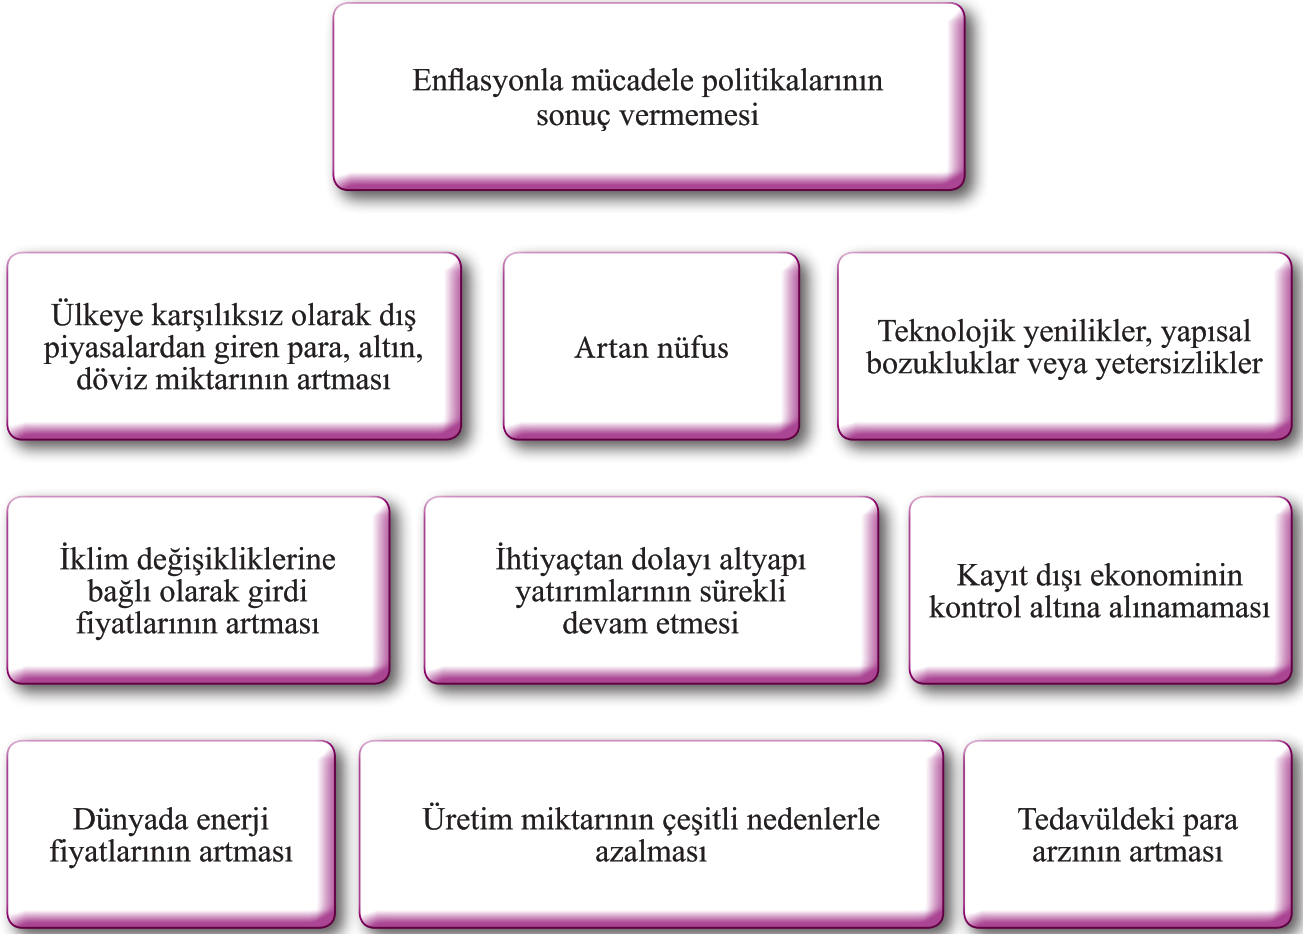 Enflasyonla mücadele politikalarının
sonuç vermemesi
Ülkeye karşılıksız olarak dış
piyasalardan giren para, altın,
döviz miktarının artması
Artan nüfus
Teknolojik yenilikler, yapısal
bozukluklar veya yetersizlikler
İklim değişikliklerine
bağlı olarak girdi
fiyatlarının artması
İhtiyaçtan dolayı altyapı
yatırımlarının sürekli
devam etmesi
Kayıt dışı ekonominin
kontrol altına alınamaması
Dünyada enerji
fiyatlarının artması
Üretim miktarının çeşitli nedenlerle
azalması
Tedavüldeki para
arzının artması